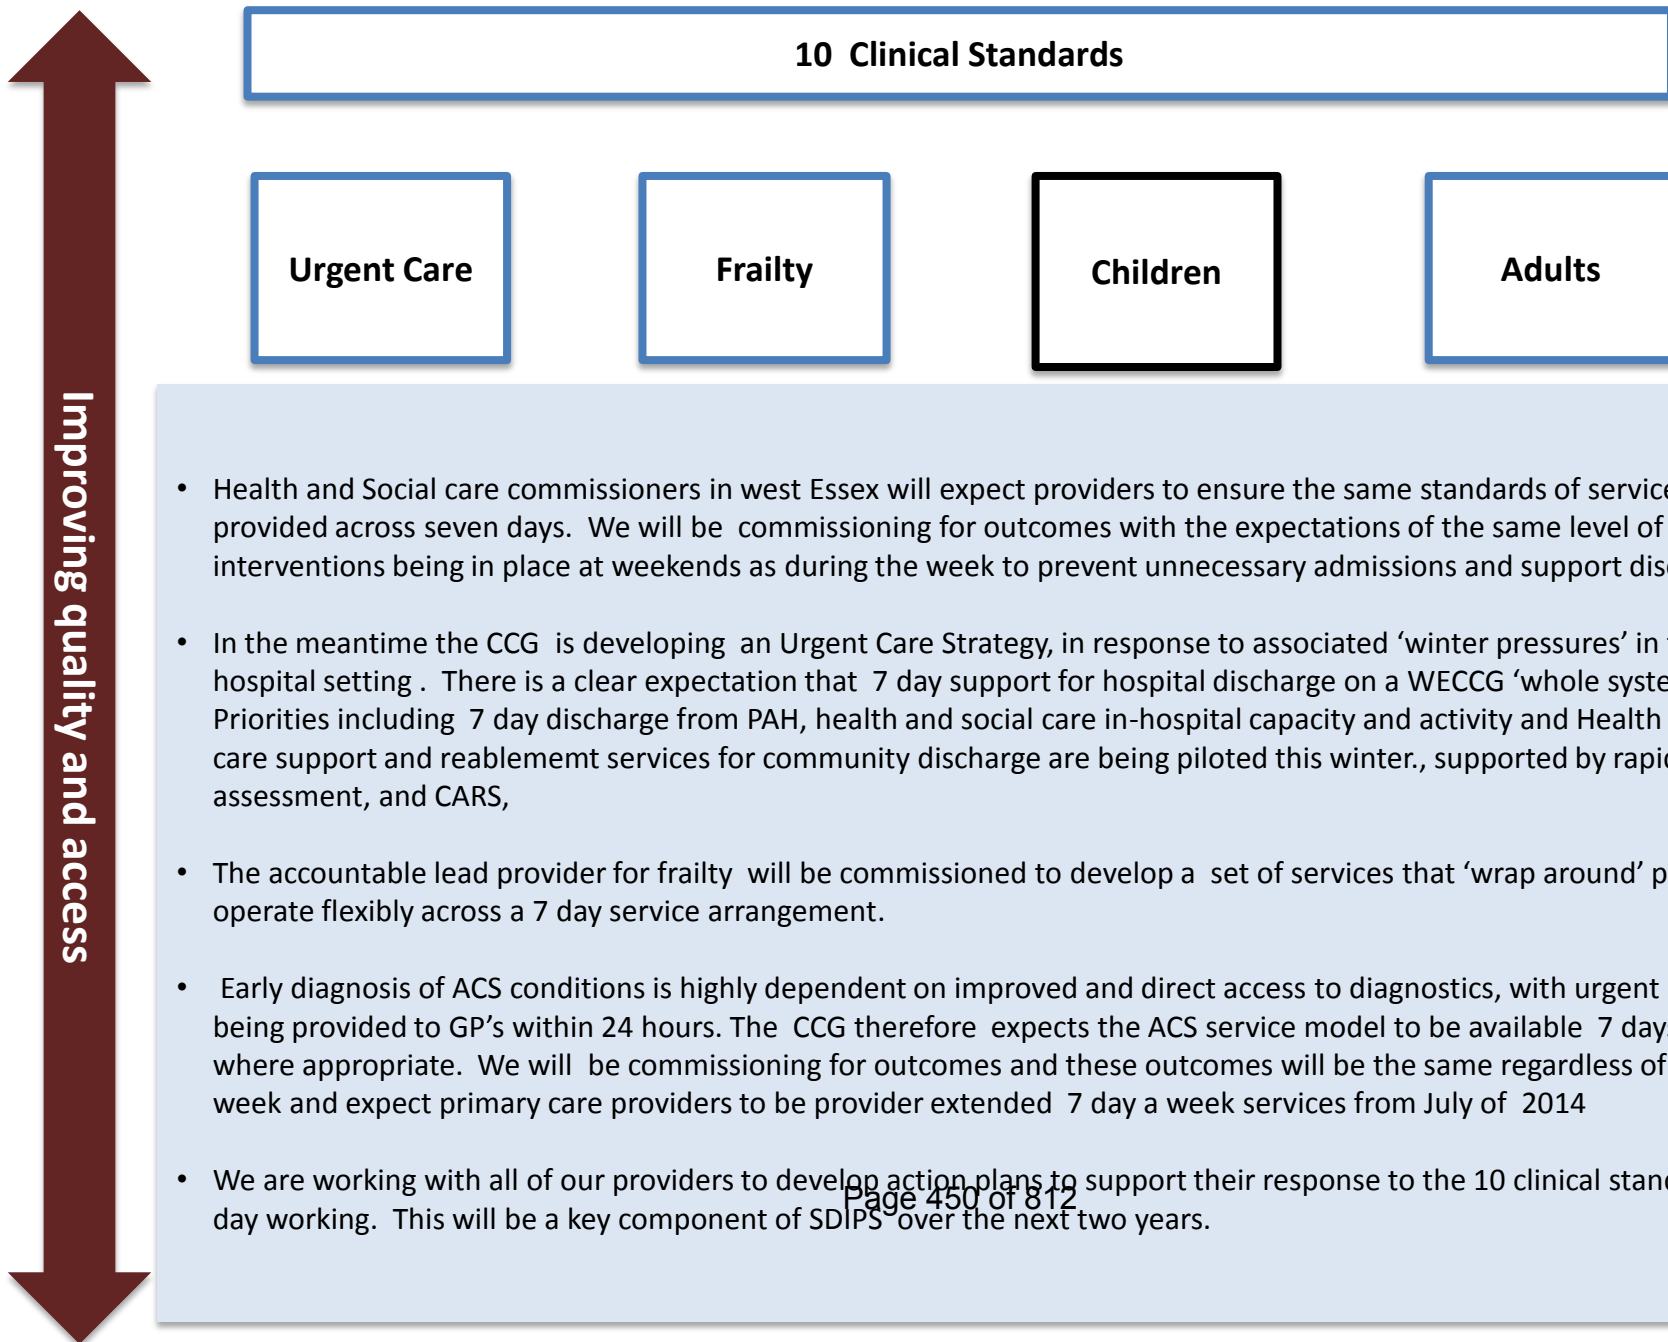 10 Clinical Standards
Urgent Care
Frailty
Children
Adults
Improving quality and access
• Health and Social care commissioners in west Essex will expect providers to ensure the same standards of service
provided across seven days. We will be commissioning for outcomes with the expectations of the same level of
interventions being in place at weekends as during the week to prevent unnecessary admissions and support
• In the meantime the CCG is developing an Urgent Care Strategy, in response to associated ‘winter pressures’ in
hospital setting . There is a clear expectation that 7 day support for hospital discharge on a WECCG ‘whole
Priorities including 7 day discharge from PAH, health and social care in-hospital capacity and activity and Health
care support and reablememt services for community discharge are being piloted this winter., supported by
assessment, and CARS,
• The accountable lead provider for frailty will be commissioned to develop a set of services that ‘wrap around’
operate flexibly across a 7 day service arrangement.
• Early diagnosis of ACS conditions is highly dependent on improved and direct access to diagnostics, with urgent
being provided to GP’s within 24 hours. The CCG therefore expects the ACS service model to be available 7 days
where appropriate. We will be commissioning for outcomes and these outcomes will be the same regardless of
week and expect primary care providers to be provider extended 7 day a week services from July of 2014
• We are working with all of our providers to develop action plans to support their response to the 10 clinical
day working. This will be a key component of SDIPS over the next two years.
Page 450 of 812